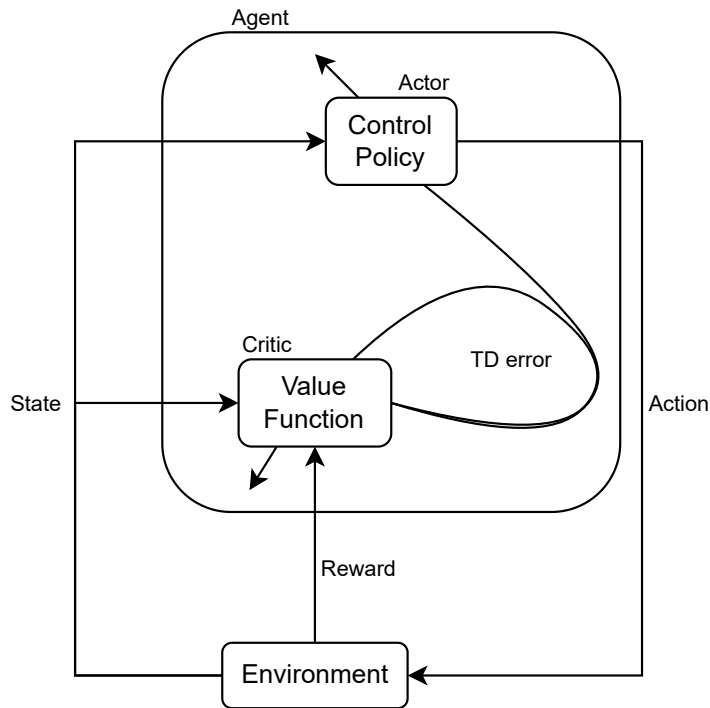 Agent
Actor
Control
Policy
Critic
TD error
Value
Function
State
Action
Reward
Environment